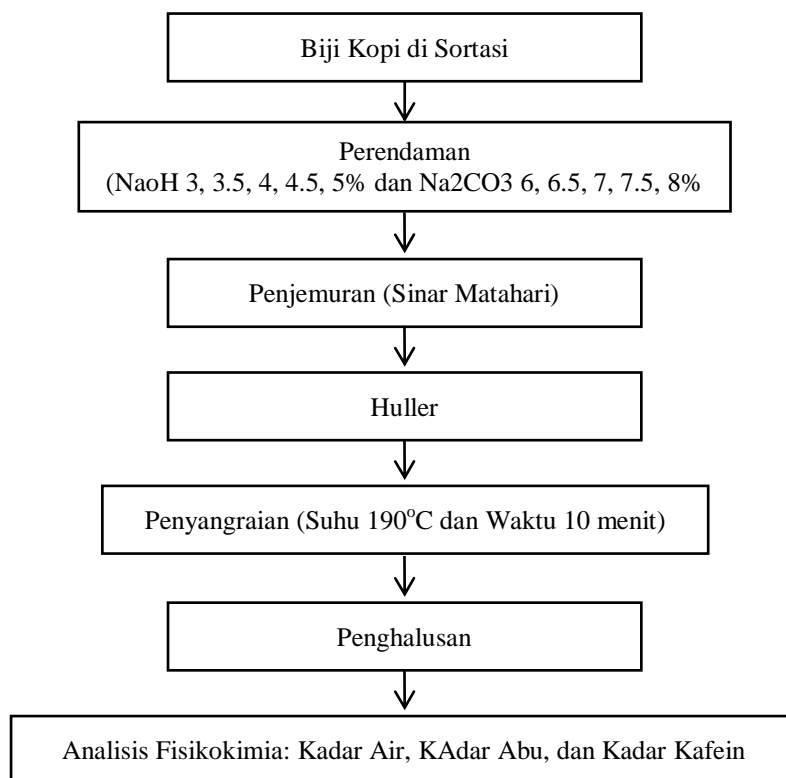 Biji Kopi di Sortasi
Perendaman
(NaoH 3, 3.5, 4, 4.5, 5% dan Na2CO3 6, 6.5, 7, 7.5, 8%
Penjemuran (Sinar Matahari)
Huller
Penyangraian (Suhu 190°C dan Waktu 10 menit)
Penghalusan
Analisis Fisikokimia: Kadar Air, KAdar Abu, dan Kadar Kafein